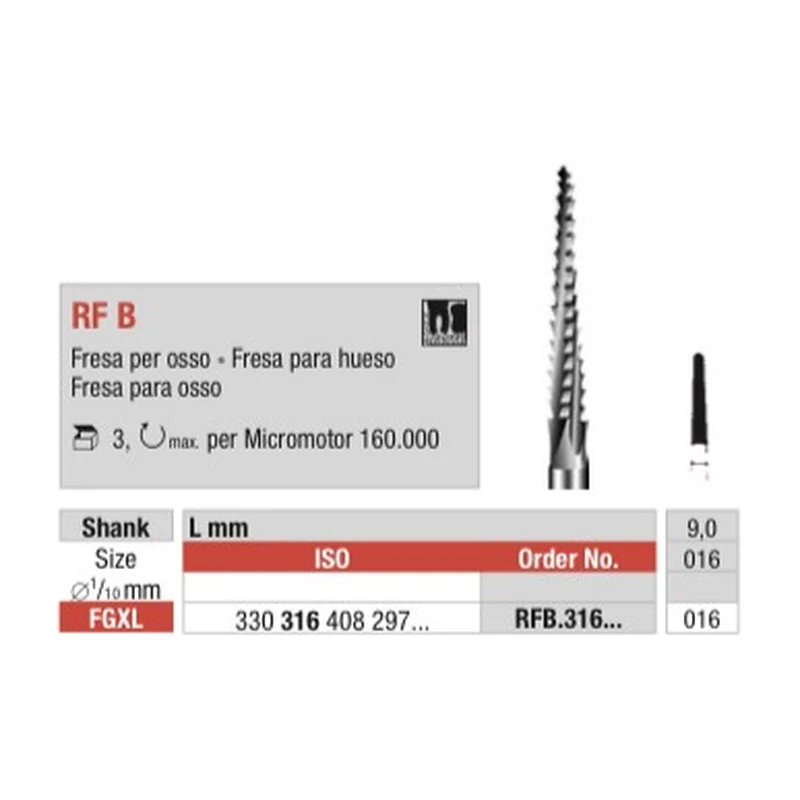 RF B
Fresa per osso • Fresa para hueso
Fresa para osso
3, max. per Micromotor 160.000
Shank L mm 9,0
Size ISO Order No. 016
⌀1/10 mm
FGXL 330 316 408 297... RFB.316... 016